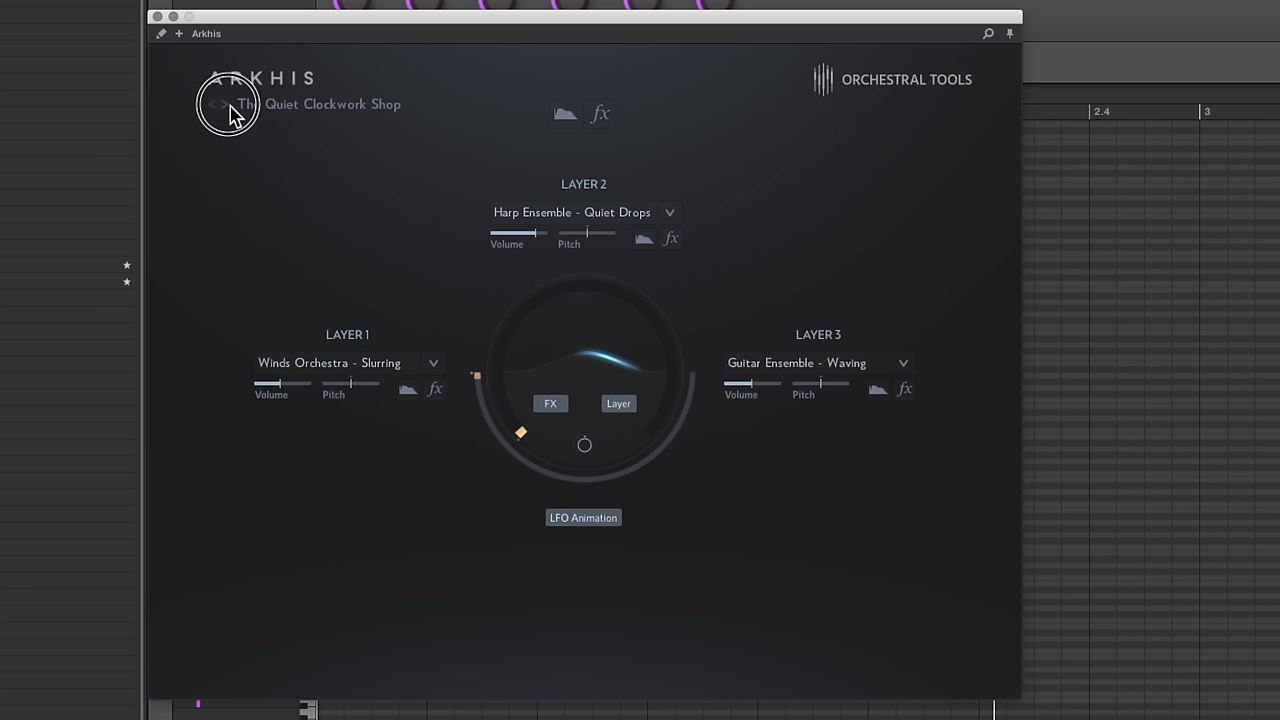 Arkhis
ARKHIS
ORCHESTRAL TOOLS
< > The Quiet Clockwork Shop
fx
2.4
3
LAYER 2
Harp Ensemble - Quiet Drops
Volume
Pitch
fx
LAYER 1
Winds Orchestra - Slurring
Volume
Pitch
fx
LAYER 3
Guitar Ensemble - Waving
Volume
Pitch
fx
FX
Layer
LFO Animation